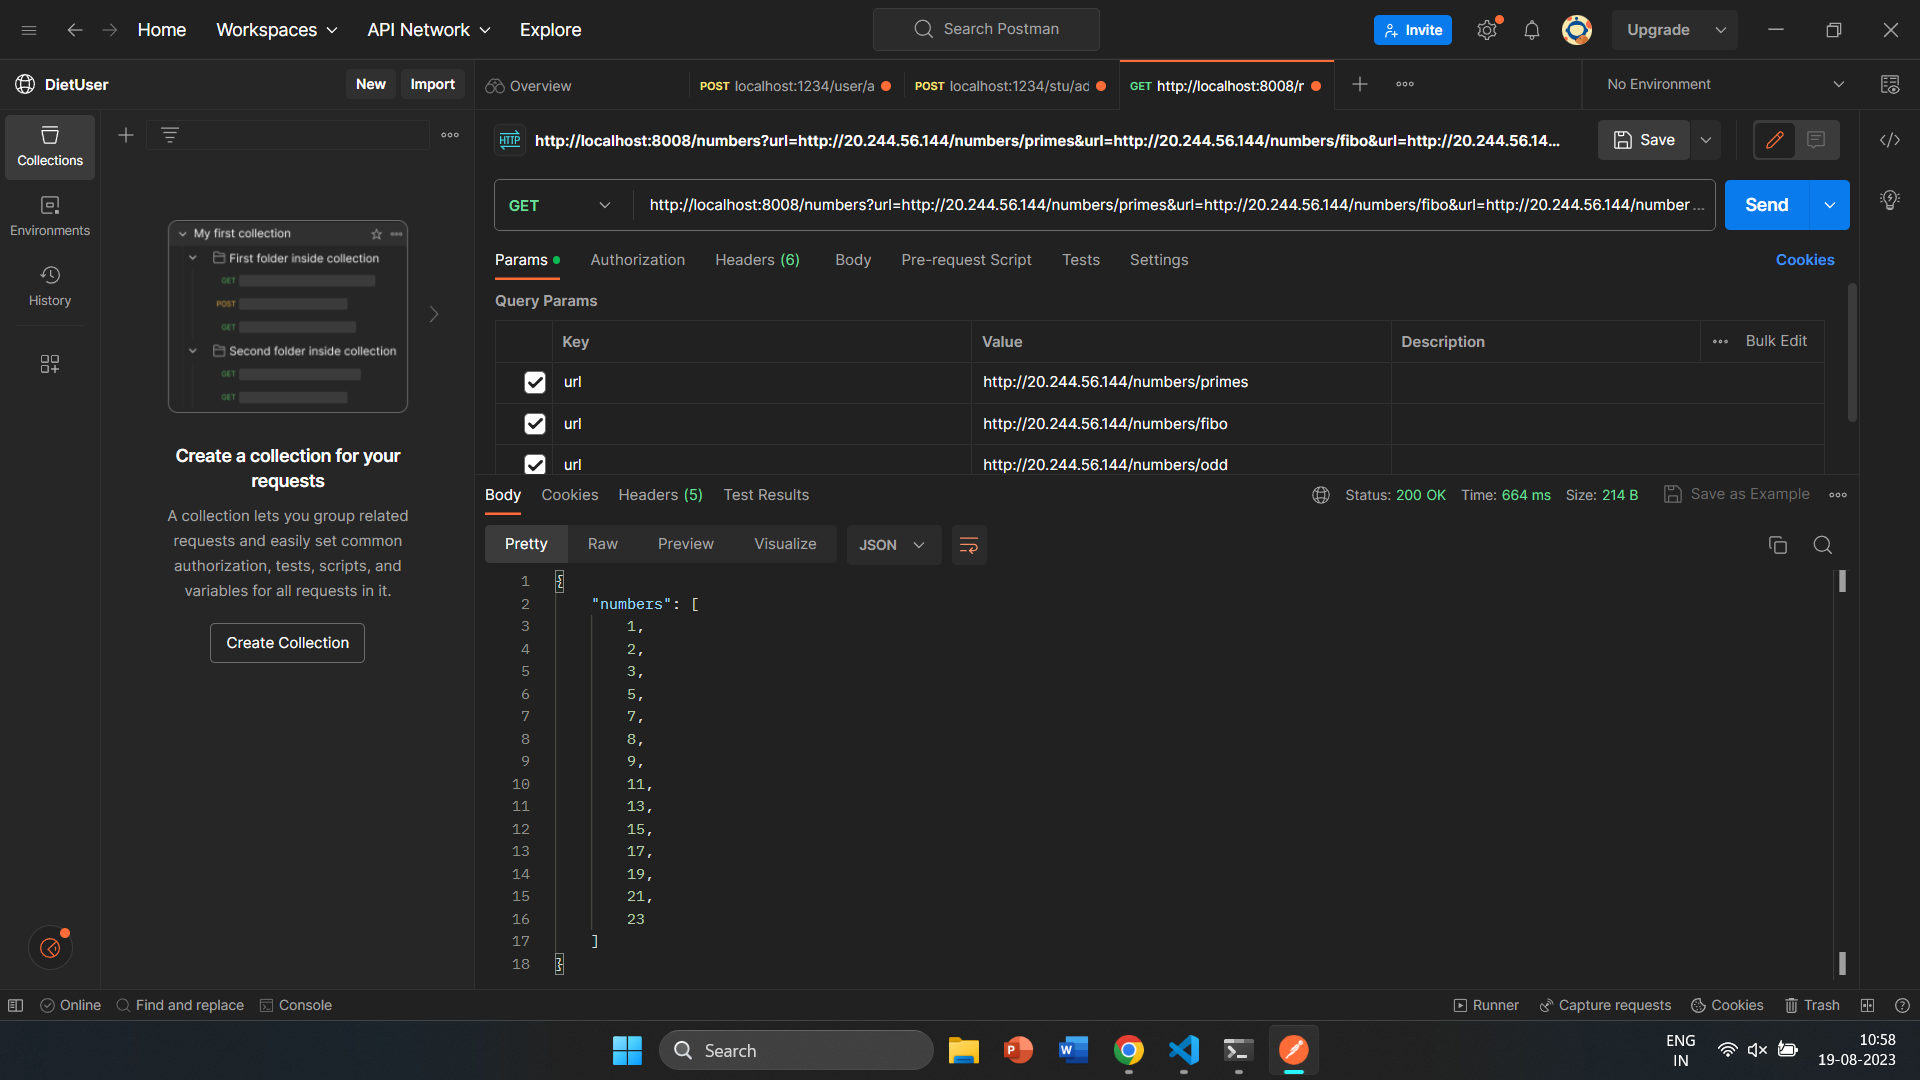 Home Workspaces API Network Explore Search Postman Invite Upgrade
DietUser New Import Overview POST localhost:1234/user/a POST localhost:1234/stu/ad GET http://localhost:8008/r No Environment
Collections
Environments
History
My first collection
First folder inside collection
GET
POST
GET
Second folder inside collection
GET
GET
Create a collection for your
requests
A collection lets you group related
requests and easily set common
authorization, tests, scripts, and
variables for all requests in it.
Create Collection
HTTP http://localhost:8008/numbers?url=http://20.244.56.144/numbers/primes&url=http://20.244.56.144/numbers/fibo&url=http://20.244.56.14... Save
GET http://localhost:8008/numbers?url=http://20.244.56.144/numbers/primes&url=http://20.244.56.144/numbers/fibo&url=http://20.244.56.144/number ... Send
Params Authorization Headers (6) Body Pre-request Script Tests Settings Cookies
Query Params
Key Value Description Bulk Edit
url http://20.244.56.144/numbers/primes
url http://20.244.56.144/numbers/fibo
url http://20.244.56.144/numbers/odd
Body Cookies Headers (5) Test Results Status: 200 OK Time: 664 ms Size: 214 B Save as Example
Pretty Raw Preview Visualize JSON
1 {
2 "numbers": [
3 1,
4 2,
5 3,
6 5,
7 7,
8 8,
9 9,
10 11,
11 13,
12 15,
13 17,
14 19,
15 21,
16 23
17 ]
18 }
Online Find and replace Console Runner Capture requests Cookies Trash
Search
ENG
IN
10:58
19-08-2023